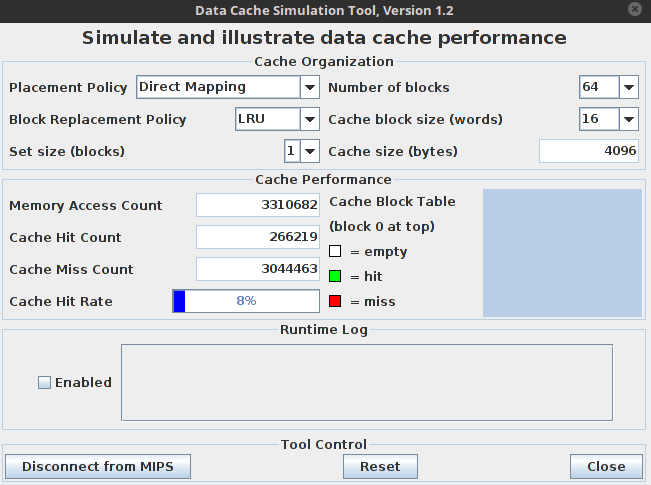 Data Cache Simulation Tool, Version 1.2
Simulate and illustrate data cache performance
Cache Organization
Placement Policy Direct Mapping Number of blocks 64
Block Replacement Policy LRU Cache block size (words) 16
Set size (blocks) 1 Cache size (bytes) 4096
Cache Performance
Memory Access Count 3310682 Cache Block Table
(block 0 at top)
Cache Hit Count 266219
= empty
Cache Miss Count 3044463
= hit
Cache Hit Rate 8% = miss
Runtime Log
Enabled
Tool Control
Disconnect from MIPS Reset Close